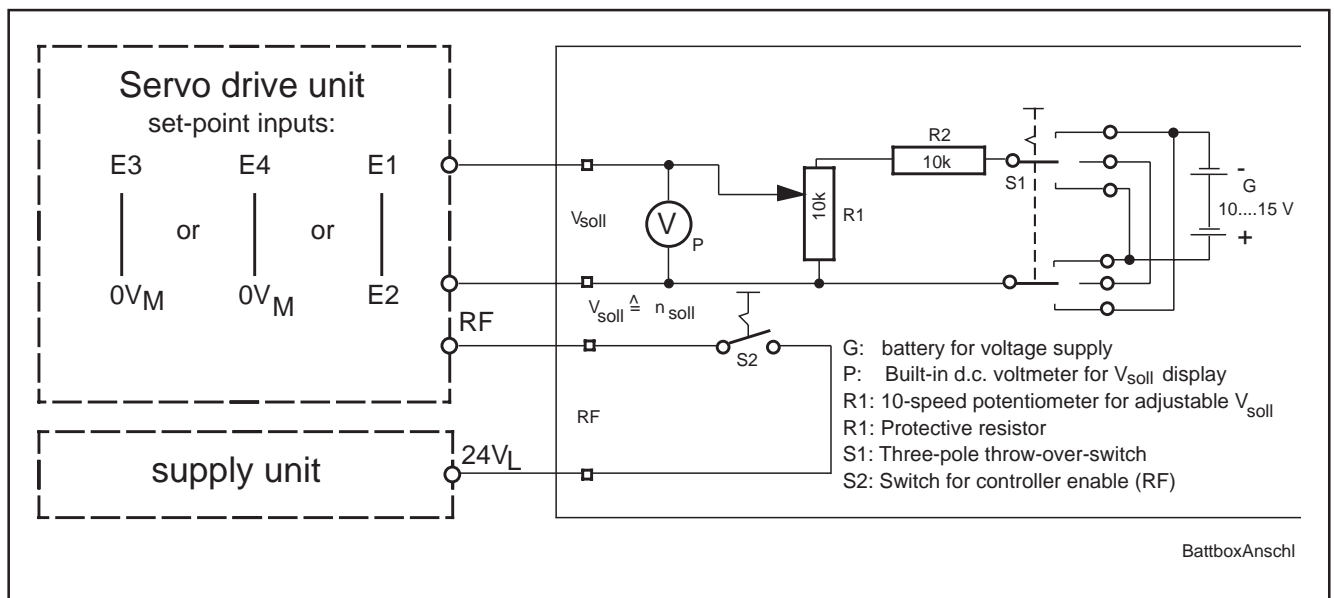 Servo drive unit
set-point inputs:
E3 E4 E1
or or
0VM 0VM E2
RF
supply unit
24VL
Vsoll
V
P
Vsoll ≙ nsoll
RF
S2
10k
R1
R2
10k
S1
-
G
10....15 V
+
G: battery for voltage supply
P: Built-in d.c. voltmeter for Vsoll display
R1: 10-speed potentiometer for adjustable Vsoll
R1: Protective resistor
S1: Three-pole throw-over-switch
S2: Switch for controller enable (RF)
BattboxAnschl